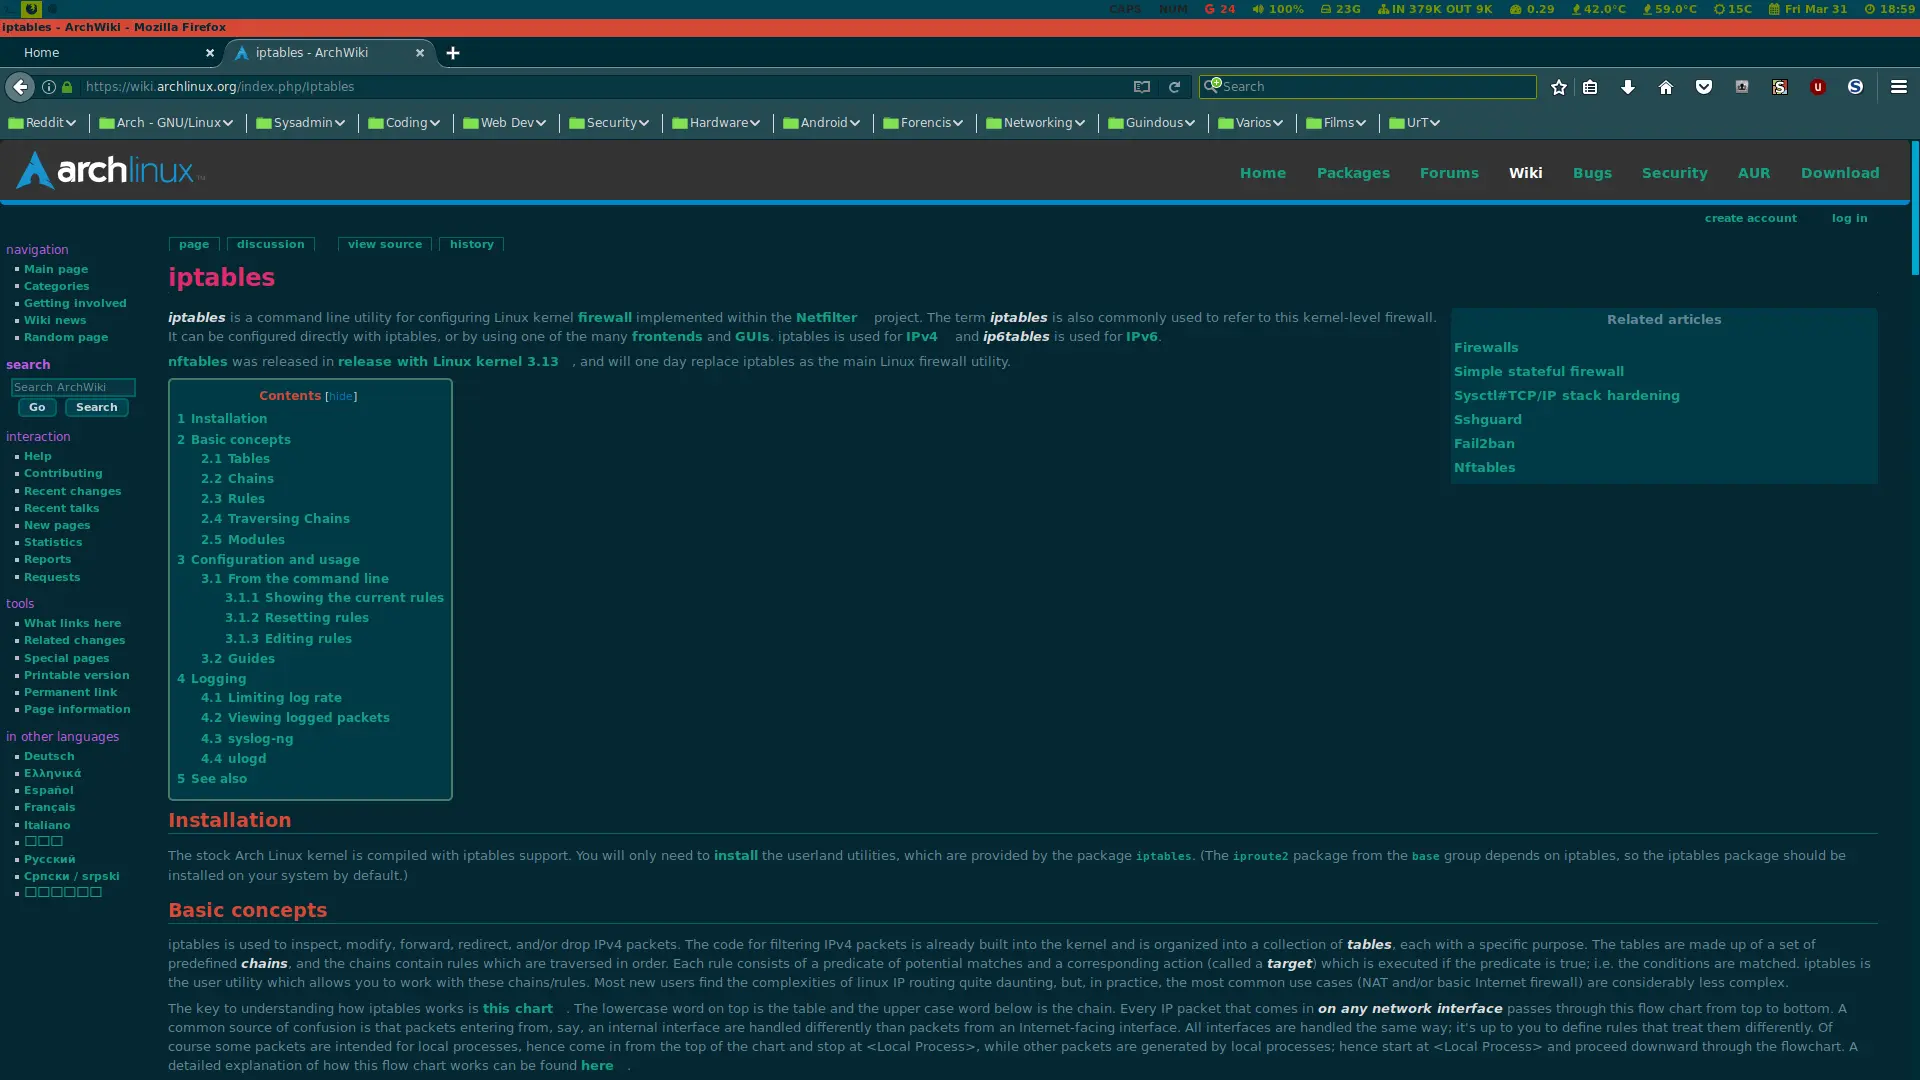 CAPS NUM G 24 100% 23G IN 379K OUT 9K 0.29 42.0°C 59.0°C 15C Fri Mar 31 18:59
iptables - ArchWiki - Mozilla Firefox
Home iptables - ArchWiki
https://wiki.archlinux.org/index.php/Iptables Search
Reddit Arch - GNU/Linux Sysadmin Coding Web Dev Security Hardware Android Forencis Networking Guindous Varios Films UrT
archlinux™
Home Packages Forums Wiki Bugs Security AUR Download
create account log in
page discussion view source history
navigation
Main page
Categories
Getting involved
Wiki news
Random page
search
Search ArchWiki
Go Search
interaction
Help
Contributing
Recent changes
Recent talks
New pages
Statistics
Reports
Requests
tools
What links here
Related changes
Special pages
Printable version
Permanent link
Page information
in other languages
Deutsch
Ελληνικά
Español
Français
Italiano
Русский
Српски / srpski
iptables
iptables is a command line utility for configuring Linux kernel firewall implemented within the Netfilter project. The term iptables is also commonly used to refer to this kernel-level firewall.
It can be configured directly with iptables, or by using one of the many frontends and GUIs. iptables is used for IPv4 and ip6tables is used for IPv6.
nftables was released in release with Linux kernel 3.13 , and will one day replace iptables as the main Linux firewall utility.
Related articles
Firewalls
Simple stateful firewall
Sysctl#TCP/IP stack hardening
Sshguard
Fail2ban
Nftables
Contents [hide]
1 Installation
2 Basic concepts
2.1 Tables
2.2 Chains
2.3 Rules
2.4 Traversing Chains
2.5 Modules
3 Configuration and usage
3.1 From the command line
3.1.1 Showing the current rules
3.1.2 Resetting rules
3.1.3 Editing rules
3.2 Guides
4 Logging
4.1 Limiting log rate
4.2 Viewing logged packets
4.3 syslog-ng
4.4 ulogd
5 See also
Installation
The stock Arch Linux kernel is compiled with iptables support. You will only need to install the userland utilities, which are provided by the package iptables. (The iproute2 package from the base group depends on iptables, so the iptables package should be
installed on your system by default.)
Basic concepts
iptables is used to inspect, modify, forward, redirect, and/or drop IPv4 packets. The code for filtering IPv4 packets is already built into the kernel and is organized into a collection of tables, each with a specific purpose. The tables are made up of a set of
predefined chains, and the chains contain rules which are traversed in order. Each rule consists of a predicate of potential matches and a corresponding action (called a target) which is executed if the predicate is true; i.e. the conditions are matched. iptables is
the user utility which allows you to work with these chains/rules. Most new users find the complexities of linux IP routing quite daunting, but, in practice, the most common use cases (NAT and/or basic Internet firewall) are considerably less complex.
The key to understanding how iptables works is this chart . The lowercase word on top is the table and the upper case word below is the chain. Every IP packet that comes in on any network interface passes through this flow chart from top to bottom. A
common source of confusion is that packets entering from, say, an internal interface are handled differently than packets from an Internet-facing interface. All interfaces are handled the same way; it's up to you to define rules that treat them differently. Of
course some packets are intended for local processes, hence come in from the top of the chart and stop at <Local Process>, while other packets are generated by local processes; hence start at <Local Process> and proceed downward through the flowchart. A
detailed explanation of how this flow chart works can be found here .